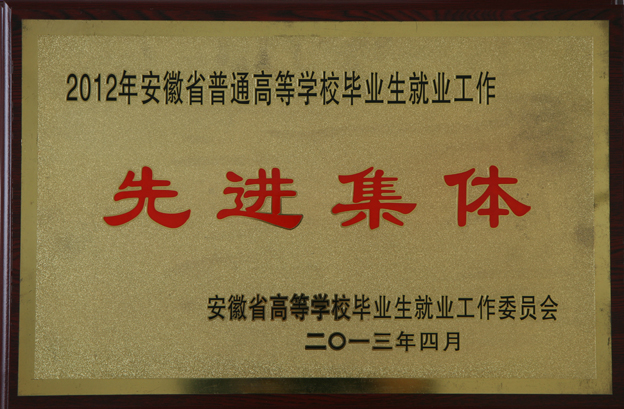 2012年安徽省普通高等学校毕业生就业工作
先进集体
安徽省高等学校毕业生就业工作委员会
二〇一三年四月